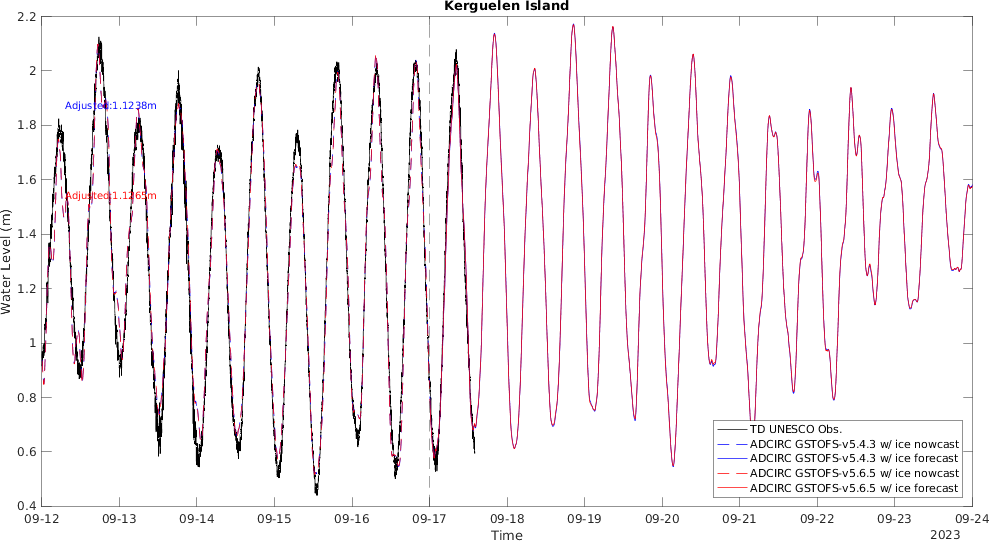 Kerguelen Island
2.2
2
1.8
1.6
1.4
1.2
1
0.8
0.6
0.4
Water Level (m)
Adjusted:1.1238m
Adjusted:1.1265m
TD UNESCO Obs.
ADCIRC GSTOFS-v5.4.3 w/ ice nowcast
ADCIRC GSTOFS-v5.4.3 w/ ice forecast
ADCIRC GSTOFS-v5.6.5 w/ ice nowcast
ADCIRC GSTOFS-v5.6.5 w/ ice forecast
09-12 09-13 09-14 09-15 09-16 09-17 09-18 09-19 09-20 09-21 09-22 09-23 09-24
Time
2023